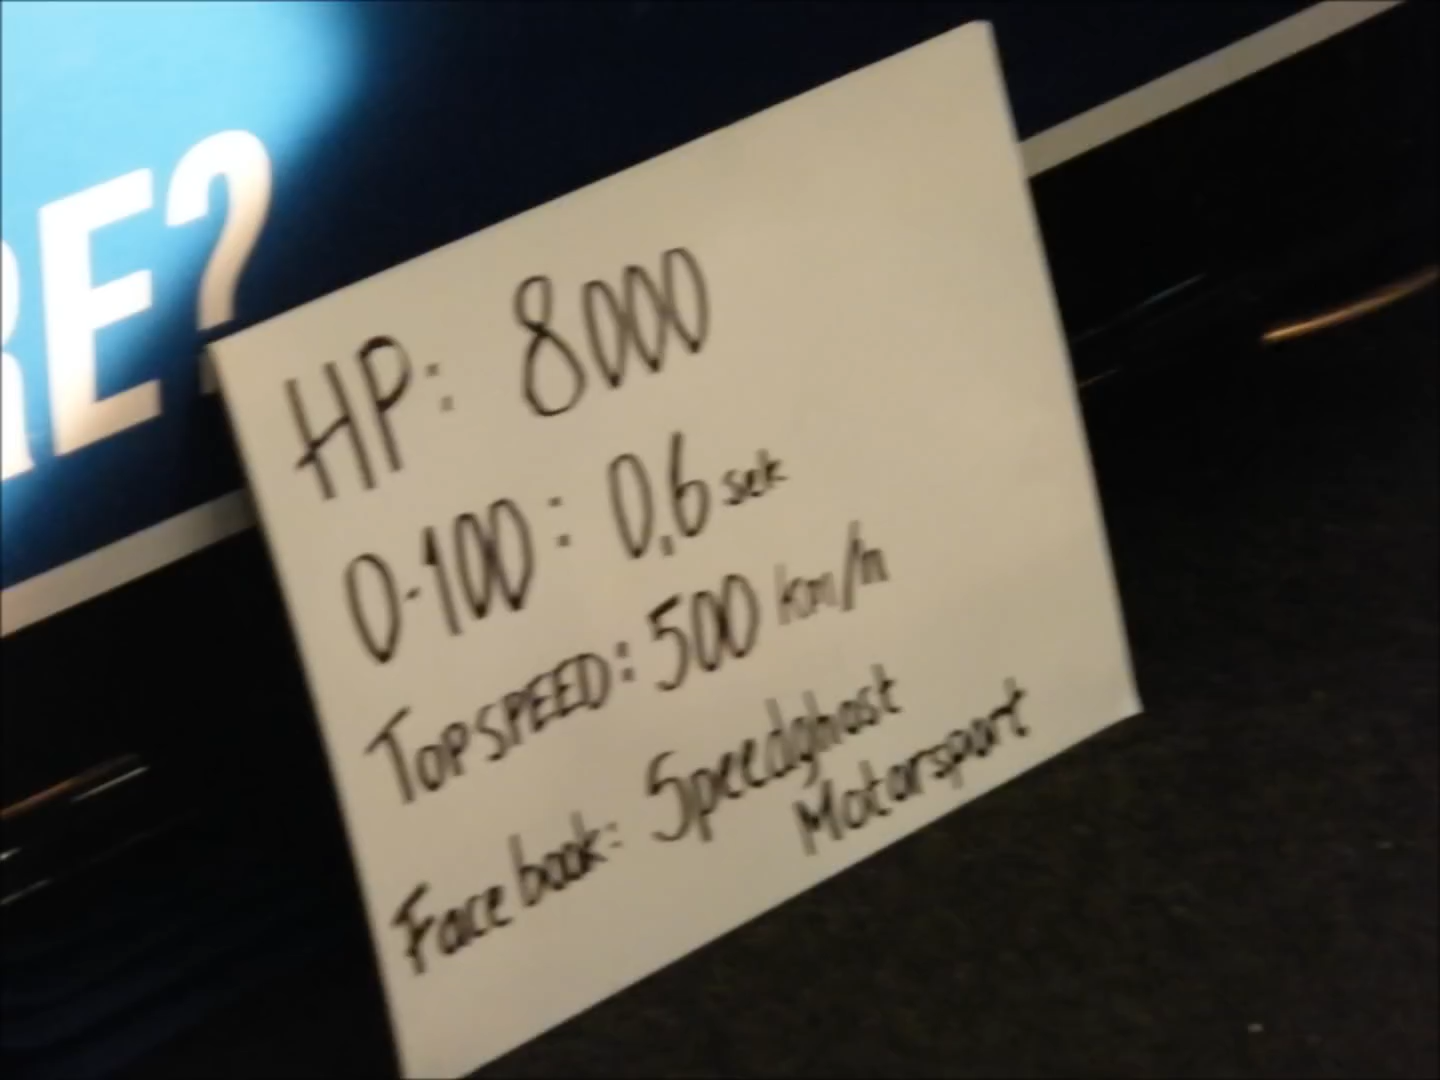 RE?
HP: 8000
0-100: 0,6 sek
TOPSPEED: 500 km/h
Facebook: Speedghost
Motorsport